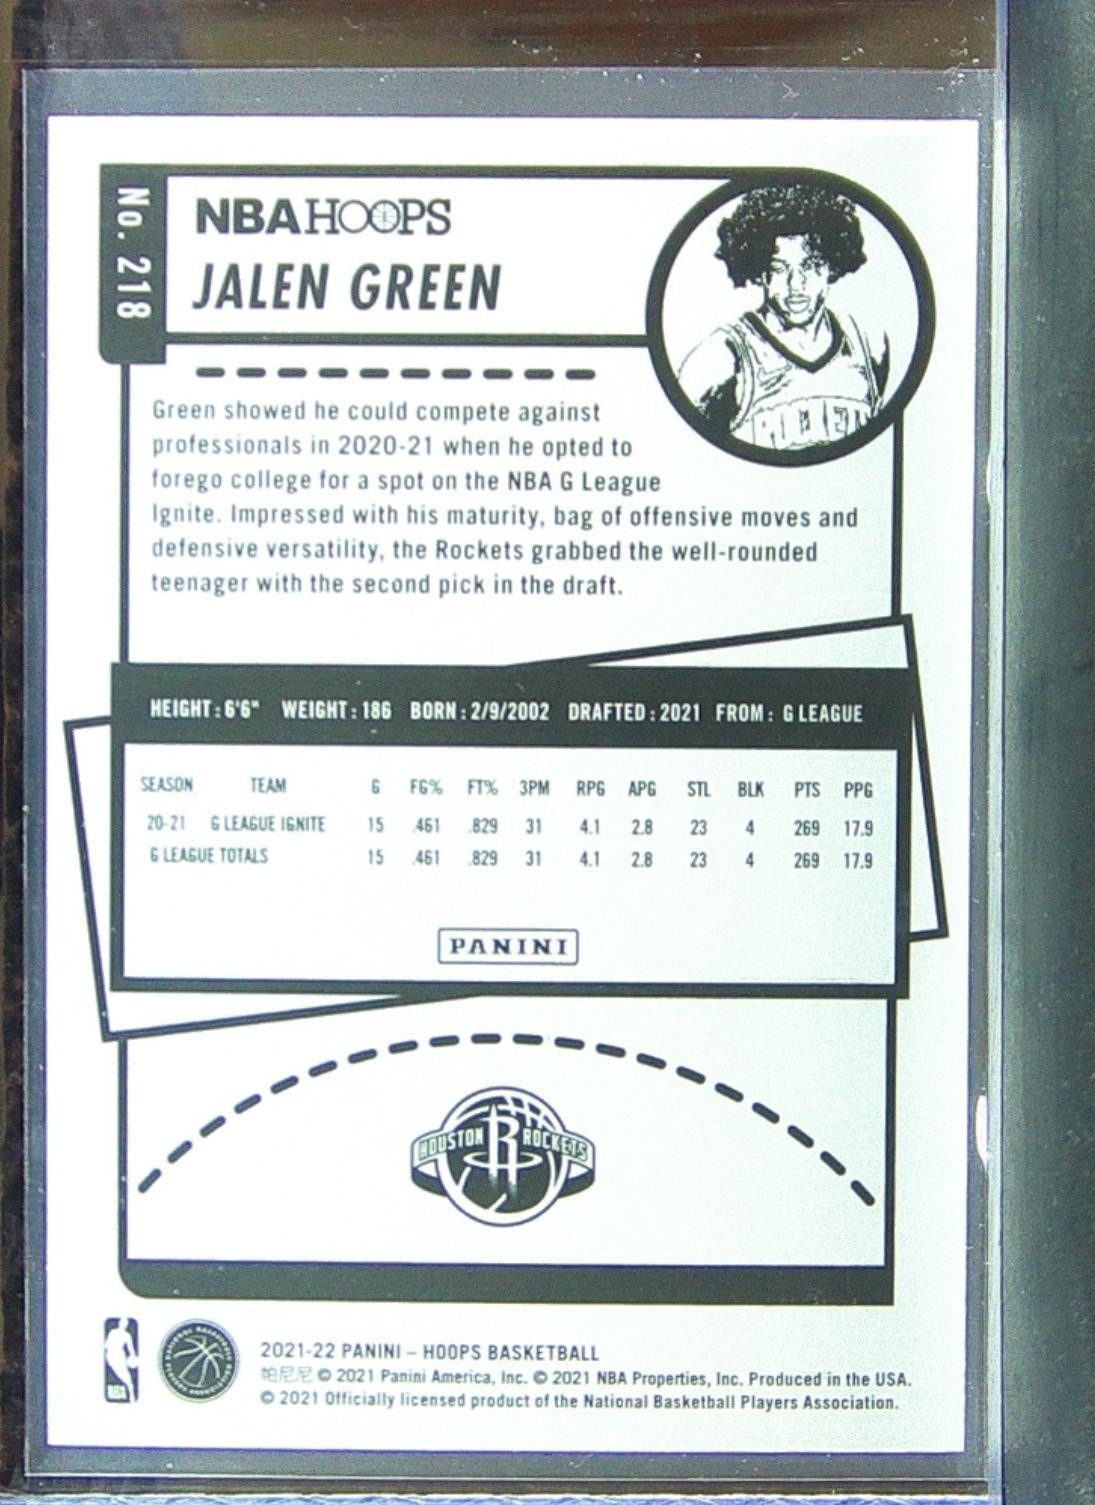 No. 218
NBA HOOPS
JALEN GREEN
Green showed he could compete against
professionals in 2020-21 when he opted to
forego college for a spot on the NBA G League
Ignite. Impressed with his maturity, bag of offensive moves and
defensive versatility, the Rockets grabbed the well-rounded
teenager with the second pick in the draft.
HEIGHT: 6'6" WEIGHT: 186 BORN: 2/9/2002 DRAFTED: 2021 FROM: G LEAGUE
SEASON TEAM G FG% FT% 3PM RPG APG STL BLK PTS PPG
20-21 G LEAGUE IGNITE 15 .461 .829 31 4.1 2.8 23 4 269 17.9
G LEAGUE TOTALS 15 .461 .829 31 4.1 2.8 23 4 269 17.9
PANINI
HOUSTON R ROCKETS
NBA
2021-22 PANINI – HOOPS BASKETBALL
帕尼尼 © 2021 Panini America, Inc. © 2021 NBA Properties, Inc. Produced in the USA.
© 2021 Officially licensed product of the National Basketball Players Association.